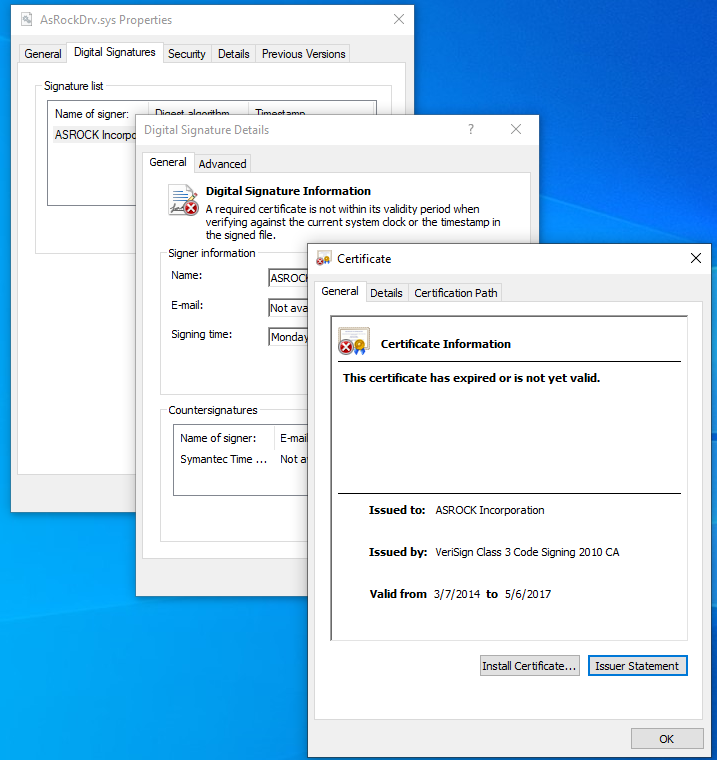 AsRockDrv.sys Properties
General Digital Signatures Security Details Previous Versions
Signature list
Name of signer: Digest algorithm Timestamp
ASROCK Incorpo
Digital Signature Details
General Advanced
Digital Signature Information
A required certificate is not within its validity period when
verifying against the current system clock or the timestamp in
the signed file.
Signer information
Name: ASROCK
E-mail: Not ava
Signing time: Monday
Countersignatures
Name of signer: E-mail
Symantec Time ... Not a
Certificate
General Details Certification Path
Certificate Information
This certificate has expired or is not yet valid.
Issued to: ASROCK Incorporation
Issued by: VeriSign Class 3 Code Signing 2010 CA
Valid from 3/7/2014 to 5/6/2017
Install Certificate... Issuer Statement
OK